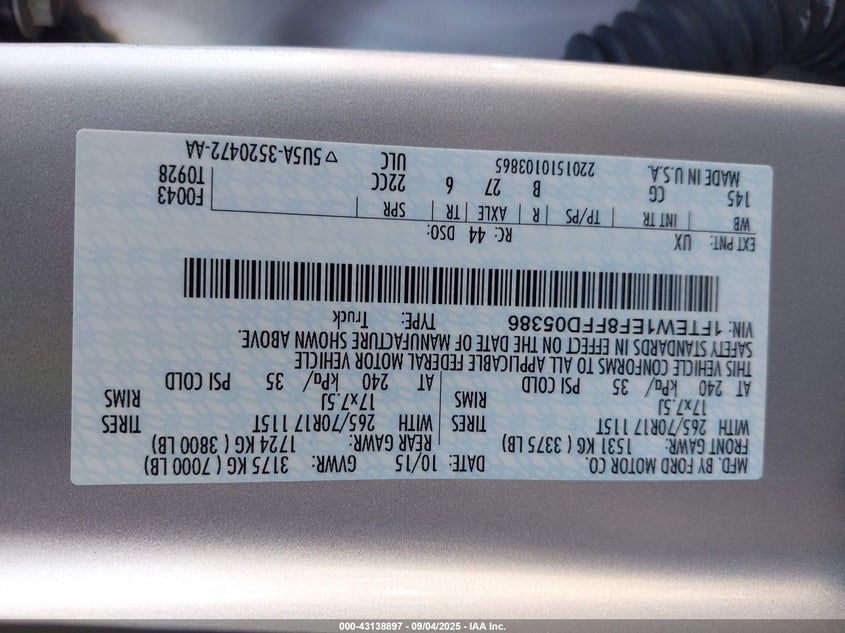 MFD. BY FORD MOTOR CO. DATE: 10/15 GVWR: 3175 KG ( 7000 LB)
FRONT GAWR: 1531 KG ( 3375 LB) REAR GAWR: 1724 KG ( 3800 LB)
WITH 265/70R17 115T TIRES WITH 265/70R17 115T TIRES
17x7.5J RIMS 17x7.5J RIMS
AT 240 kPa/ 35 PSI COLD AT 240 kPa/ 35 PSI COLD
THIS VEHICLE CONFORMS TO ALL APPLICABLE FEDERAL MOTOR VEHICLE
SAFETY STANDARDS IN EFFECT ON THE DATE OF MANUFACTURE SHOWN ABOVE.
VIN: 1FTEW1EF8FFD05386 TYPE: Truck
EXT PNT: UX RC: 44 DSO:
WB | INT TR | TP/PS | R | AXLE | TR | SPR F0043
145 CG B 27 6 22CC T0928
MADE IN U.S.A. 220151010103865 ULC ▽5U5A-3520472-AA
000-43138897 - 09/04/2025 - IAA Inc.